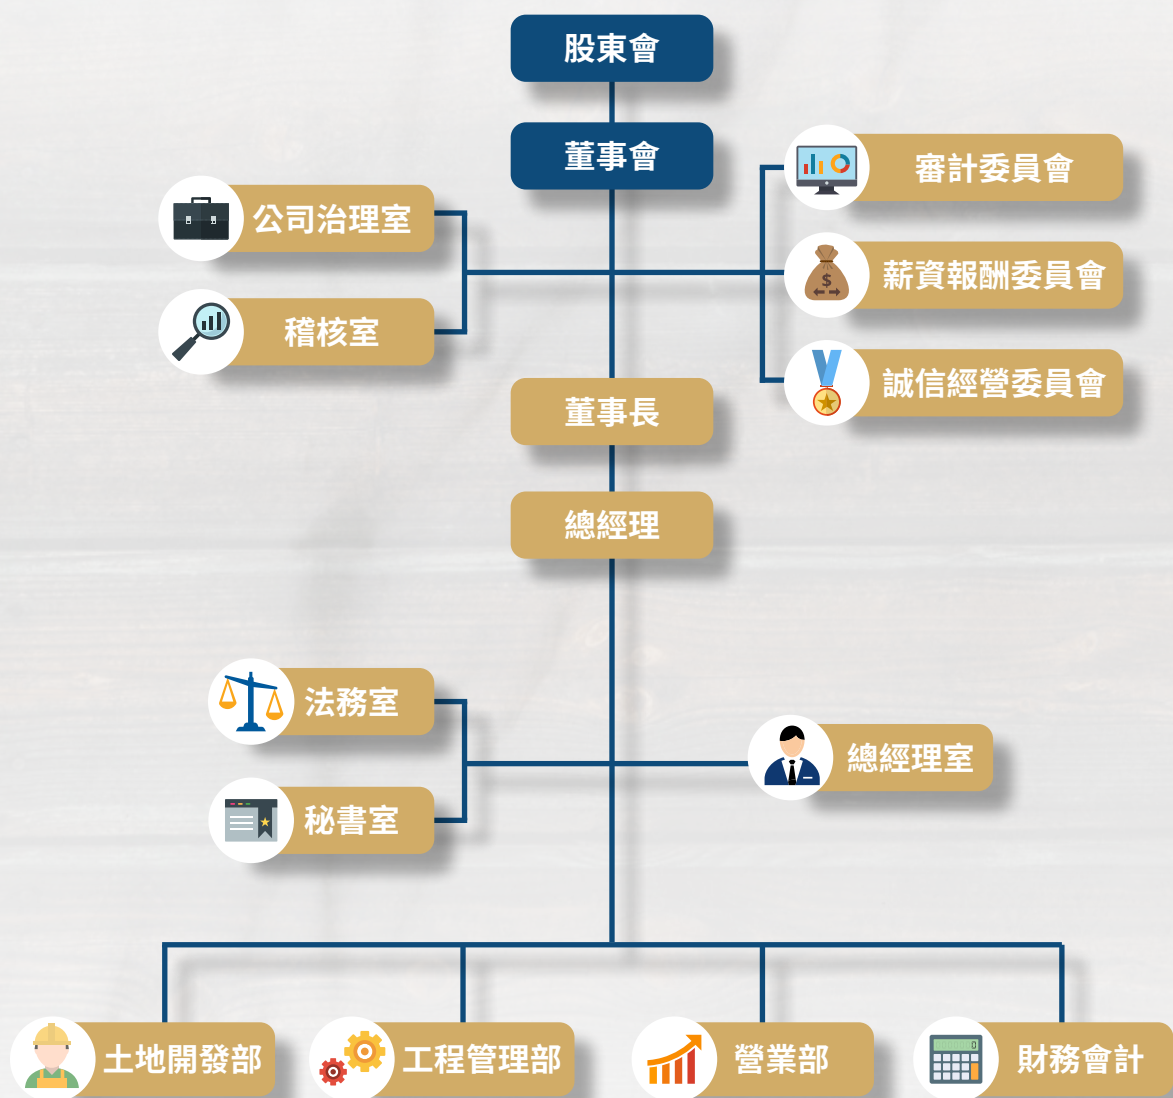 股東會
董事會
審計委員會
公司治理室
薪資報酬委員會
稽核室
誠信經營委員會
董事長
總經理
法務室
總經理室
秘書室
土地開發部
工程管理部
營業部
財務會計